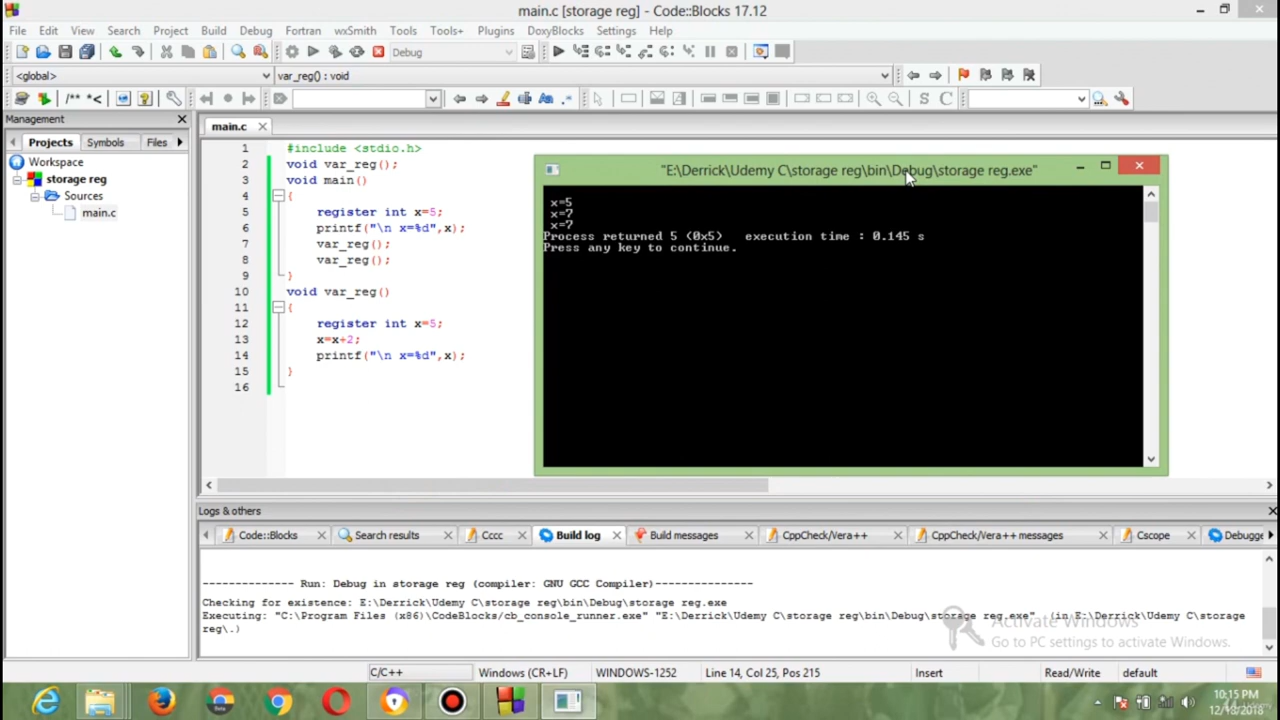 main.c [storage reg] - Code::Blocks 17.12
File Edit View Search Project Build Debug Fortran wxSmith Tools Tools+ Plugins DoxyBlocks Settings Help
Debug
<global> var_reg() : void
/** *<
S C
Management
Projects Symbols Files
Workspace
storage reg
Sources
main.c
main.c
1 #include <stdio.h>
2 void var_reg();
3 void main()
4 {
5 register int x=5;
6 printf("\n x=%d",x);
7 var_reg();
8 var_reg();
9 }
10 void var_reg()
11 {
12 register int x=5;
13 x=x+2;
14 printf("\n x=%d",x);
15 }
16
"E:\Derrick\Udemy C\storage reg\bin\Debug\storage reg.exe"
x=5
x=7
x=7
Process returned 5 (0x5) execution time : 0.145 s
Press any key to continue.
Logs & others
Code::Blocks Search results Cccc Build log Build messages CppCheck/Vera++ CppCheck/Vera++ messages Cscope Debugge
-------------- Run: Debug in storage reg (compiler: GNU GCC Compiler)---------------
Checking for existence: E:\Derrick\Udemy C\storage reg\bin\Debug\storage reg.exe
Executing: "C:\Program Files (x86)\CodeBlocks/cb_console_runner.exe" "E:\Derrick\Udemy C\storage reg\bin\Debug\storage reg.exe" (in E:\Derrick\Udemy C\storage
reg\.)
Activate Windows
Go to PC settings to activate Windows.
C/C++ Windows (CR+LF) WINDOWS-1252 Line 14, Col 25, Pos 215 Insert Read/Write default
10:15 PM